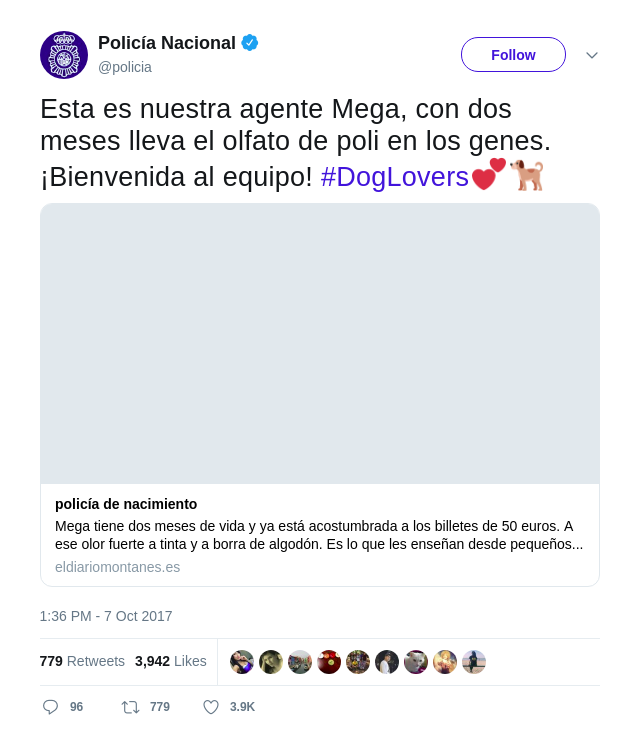 Policía Nacional
@policia
Follow
Esta es nuestra agente Mega, con dos
meses lleva el olfato de poli en los genes.
¡Bienvenida al equipo! #DogLovers💕🐕
policía de nacimiento
Mega tiene dos meses de vida y ya está acostumbrada a los billetes de 50 euros. A
ese olor fuerte a tinta y a borra de algodón. Es lo que les enseñan desde pequeños...
eldiariomontanes.es
1:36 PM - 7 Oct 2017
779 Retweets 3,942 Likes
96 779 3.9K